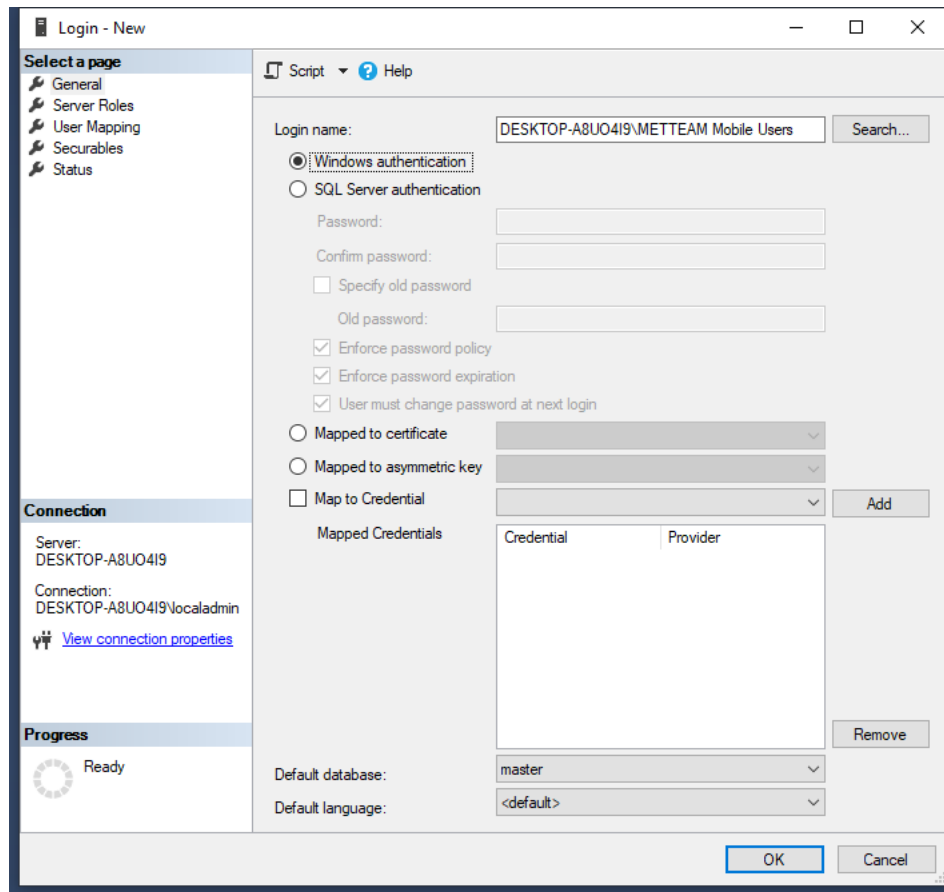 Login - New
Select a page
General
Server Roles
User Mapping
Securables
Status
Script
Help
Login name:
DESKTOP-A8UO4I9\METTEAM Mobile Users
Search...
Windows authentication
SQL Server authentication
Password:
Confirm password:
Specify old password
Old password:
Enforce password policy
Enforce password expiration
User must change password at next login
Mapped to certificate
Mapped to asymmetric key
Map to Credential
Add
Mapped Credentials
Credential Provider
Remove
Default database:
master
Default language:
<default>
Connection
Server:
DESKTOP-A8UO4I9
Connection:
DESKTOP-A8UO4I9\localadmin
View connection properties
Progress
Ready
OK
Cancel